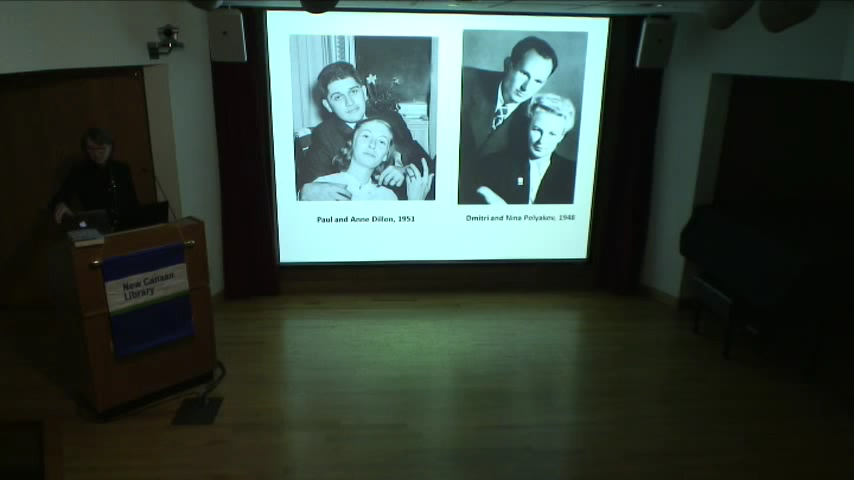 Paul and Anne Dillon, 1951
Dmitri and Nina Polyakov, 1948
New Canaan
Library